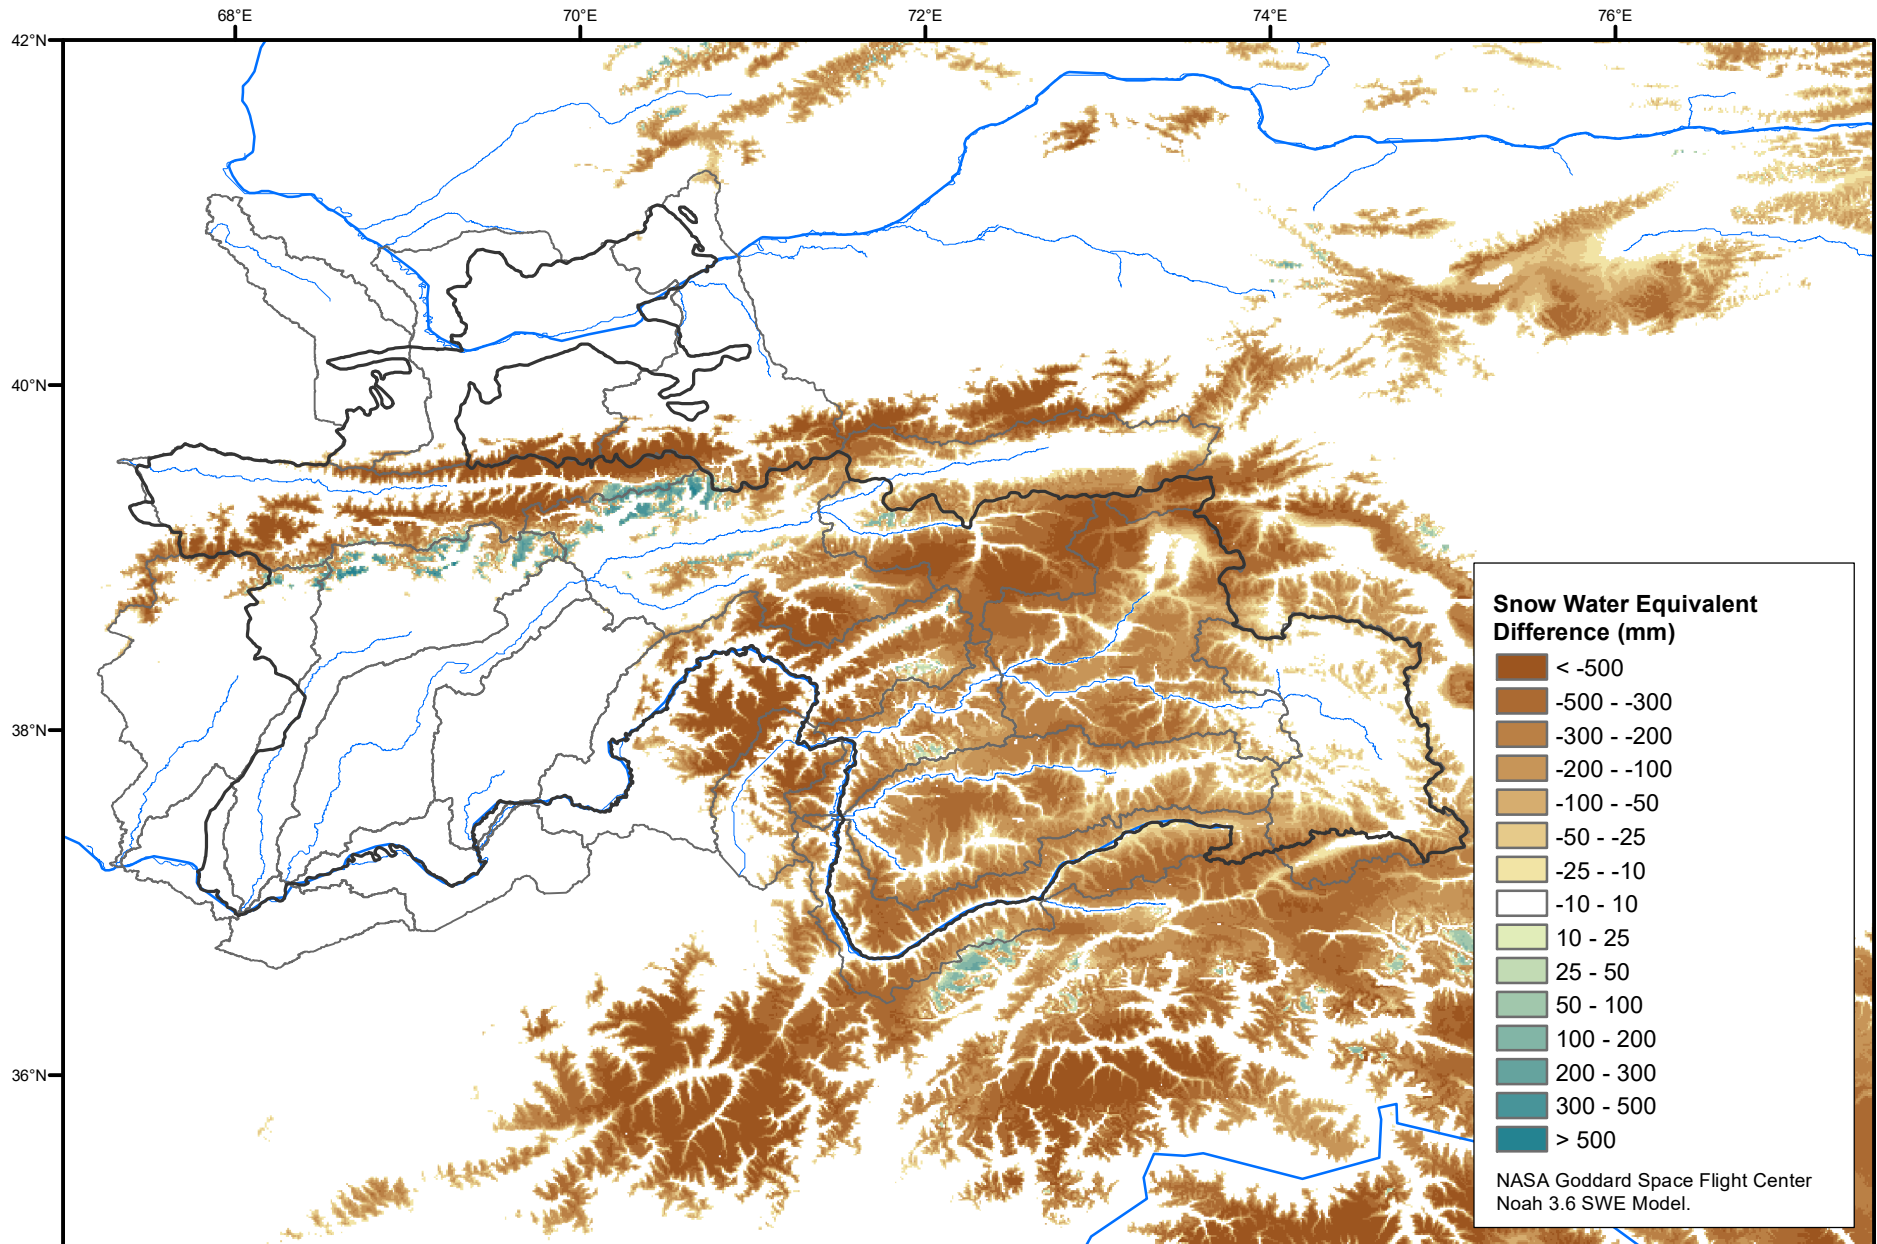 68°E
70°E
72°E
74°E
76°E
42°N
40°N
38°N
36°N
Snow Water Equivalent
Difference (mm)
< -500
-500 - -300
-300 - -200
-200 - -100
-100 - -50
-50 - -25
-25 - -10
-10 - 10
10 - 25
25 - 50
50 - 100
100 - 200
200 - 300
300 - 500
> 500
NASA Goddard Space Flight Center
Noah 3.6 SWE Model.